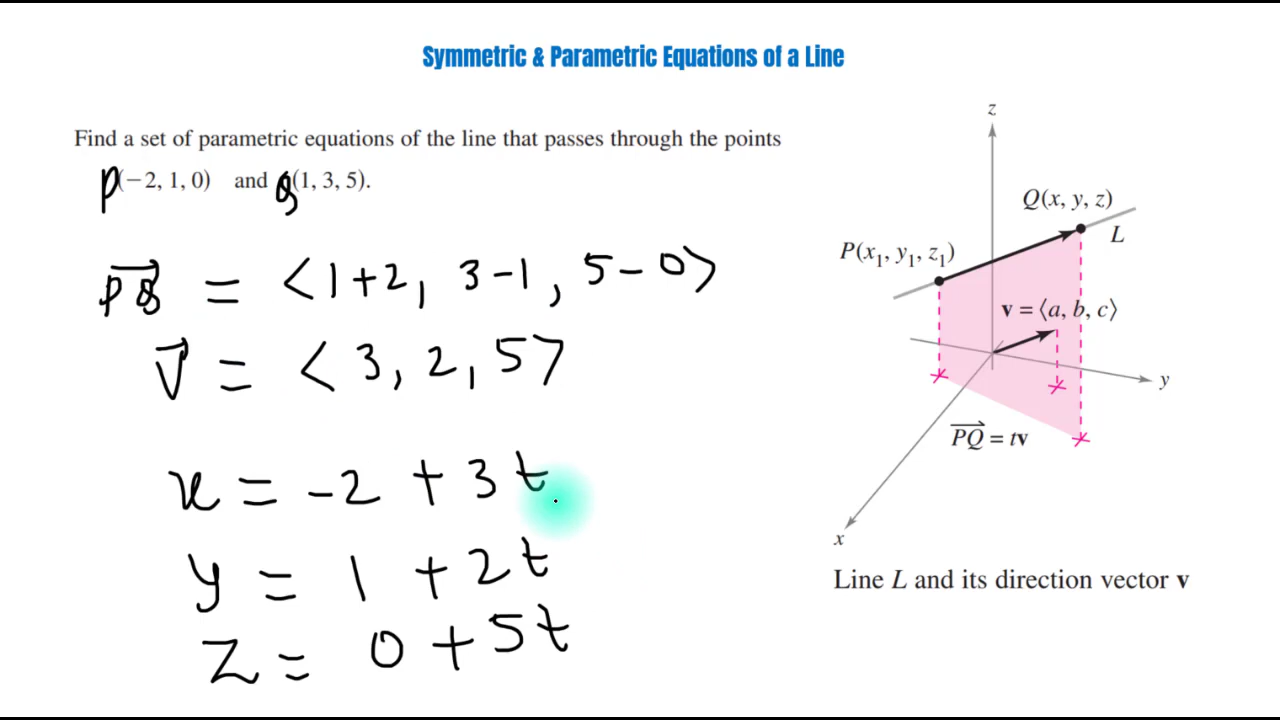 Symmetric & Parametric Equations of a Line
Find a set of parametric equations of the line that passes through the points
P(−2, 1, 0) and Q(1, 3, 5).
PQ = <1+2, 3-1, 5-0>
V = <3, 2, 5>
x = -2 + 3t
y = 1 + 2t
z = 0 + 5t
z
Q(x, y, z)
L
P(x₁, y₁, z₁)
v = ⟨a, b, c⟩
y
PQ = tv
x
Line L and its direction vector v